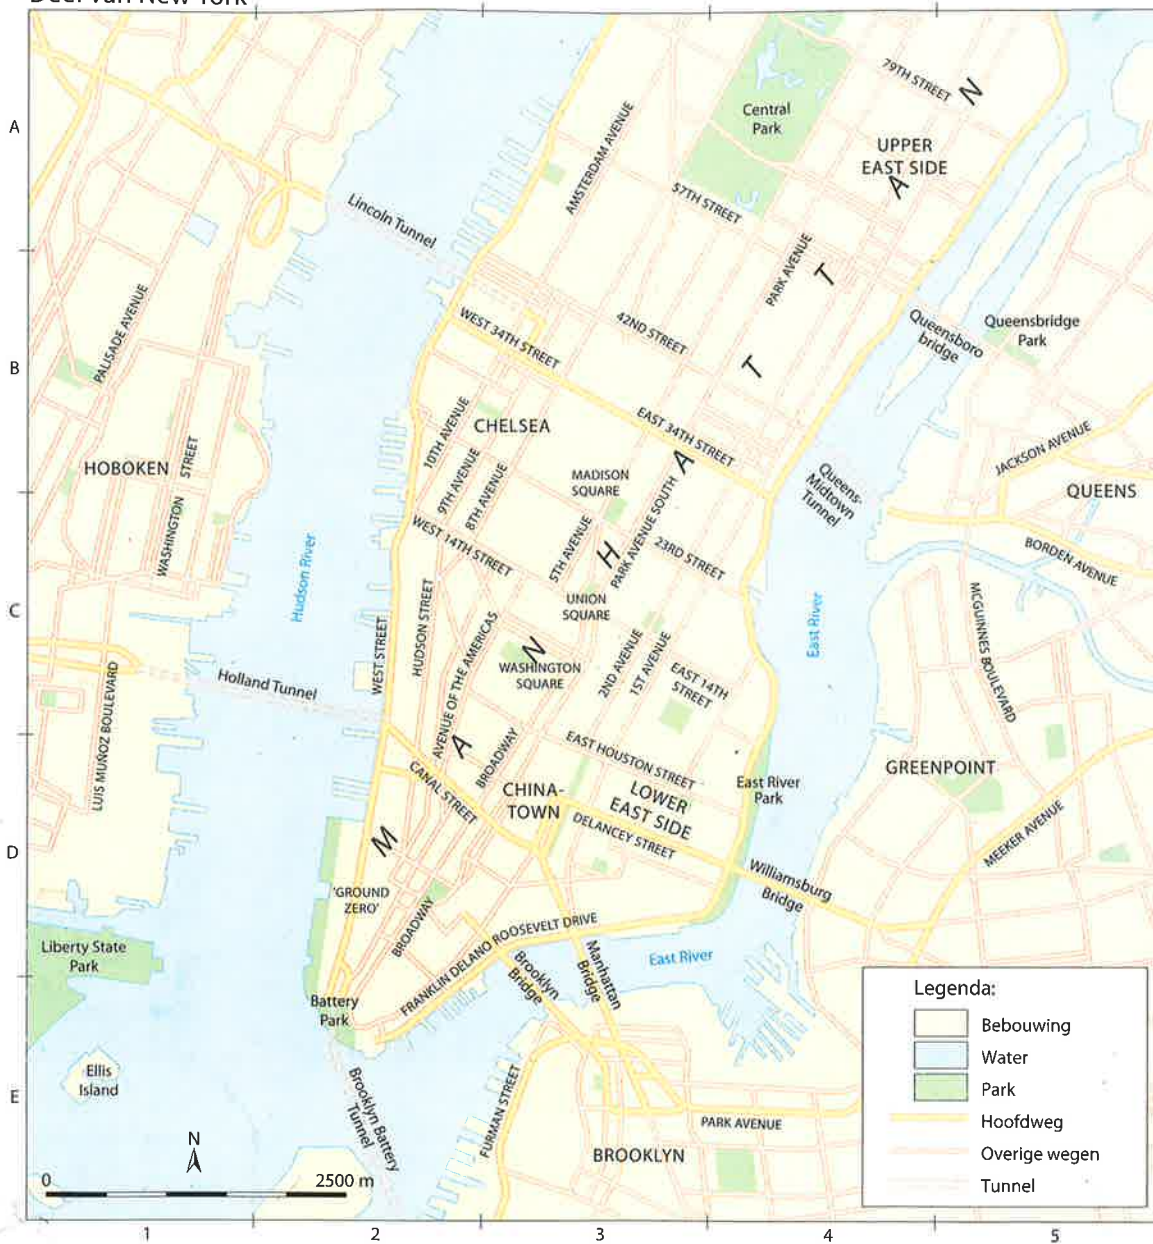 Deel van New York
A
B
C
D
E
1
2
3
4
5
79TH STREET
Central
Park
UPPER
EAST SIDE
AMSTERDAM AVENUE
57TH STREET
Lincoln Tunnel
PARK AVENUE
M A N H A T T A N
PALISADE AVENUE
WEST 34TH STREET
42ND STREET
Queensboro
bridge
Queensbridge
Park
CHELSEA
10TH AVENUE
9TH AVENUE
8TH AVENUE
EAST 34TH STREET
HOBOKEN
WASHINGTON STREET
MADISON
SQUARE
PARK AVENUE SOUTH
Queens-
Midtown
Tunnel
JACKSON AVENUE
QUEENS
BORDEN AVENUE
Hudson River
WEST 14TH STREET
5TH AVENUE
23RD STREET
UNION
SQUARE
East River
WEST STREET
HUDSON STREET
AVENUE OF THE AMERICAS
WASHINGTON
SQUARE
2ND AVENUE
1ST AVENUE
EAST 14TH
STREET
MCGUINNES BOULEVARD
Holland Tunnel
LUIS MUÑOZ BOULEVARD
BROADWAY
CANAL STREET
EAST HOUSTON STREET
CHINA-
TOWN
LOWER
EAST SIDE
DELANCEY STREET
East River
Park
GREENPOINT
MEEKER AVENUE
Williamsburg
Bridge
'GROUND
ZERO'
BROADWAY
FRANKLIN DELANO ROOSEVELT DRIVE
Brooklyn
Bridge
Manhattan
Bridge
East River
Liberty State
Park
Battery
Park
Ellis
Island
Brooklyn Battery
Tunnel
FURMAN STREET
PARK AVENUE
BROOKLYN
N
0
2500 m
Legenda:
Bebouwing
Water
Park
Hoofdweg
Overige wegen
Tunnel